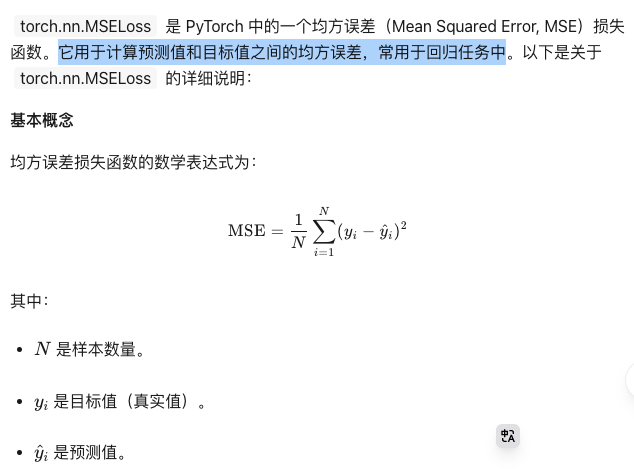 torch.nn.MSELoss 是 PyTorch 中的一个均方误差（Mean Squared Error, MSE）损失
函数。它用于计算预测值和目标值之间的均方误差，常用于回归任务中。以下是关于
torch.nn.MSELoss 的详细说明：
基本概念
均方误差损失函数的数学表达式为：
MSE = \frac{1}{N} \sum_{i=1}^{N} (y_i - \hat{y}_i)^2
其中：
• N 是样本数量。
• y_i 是目标值（真实值）。
• \hat{y}_i 是预测值。